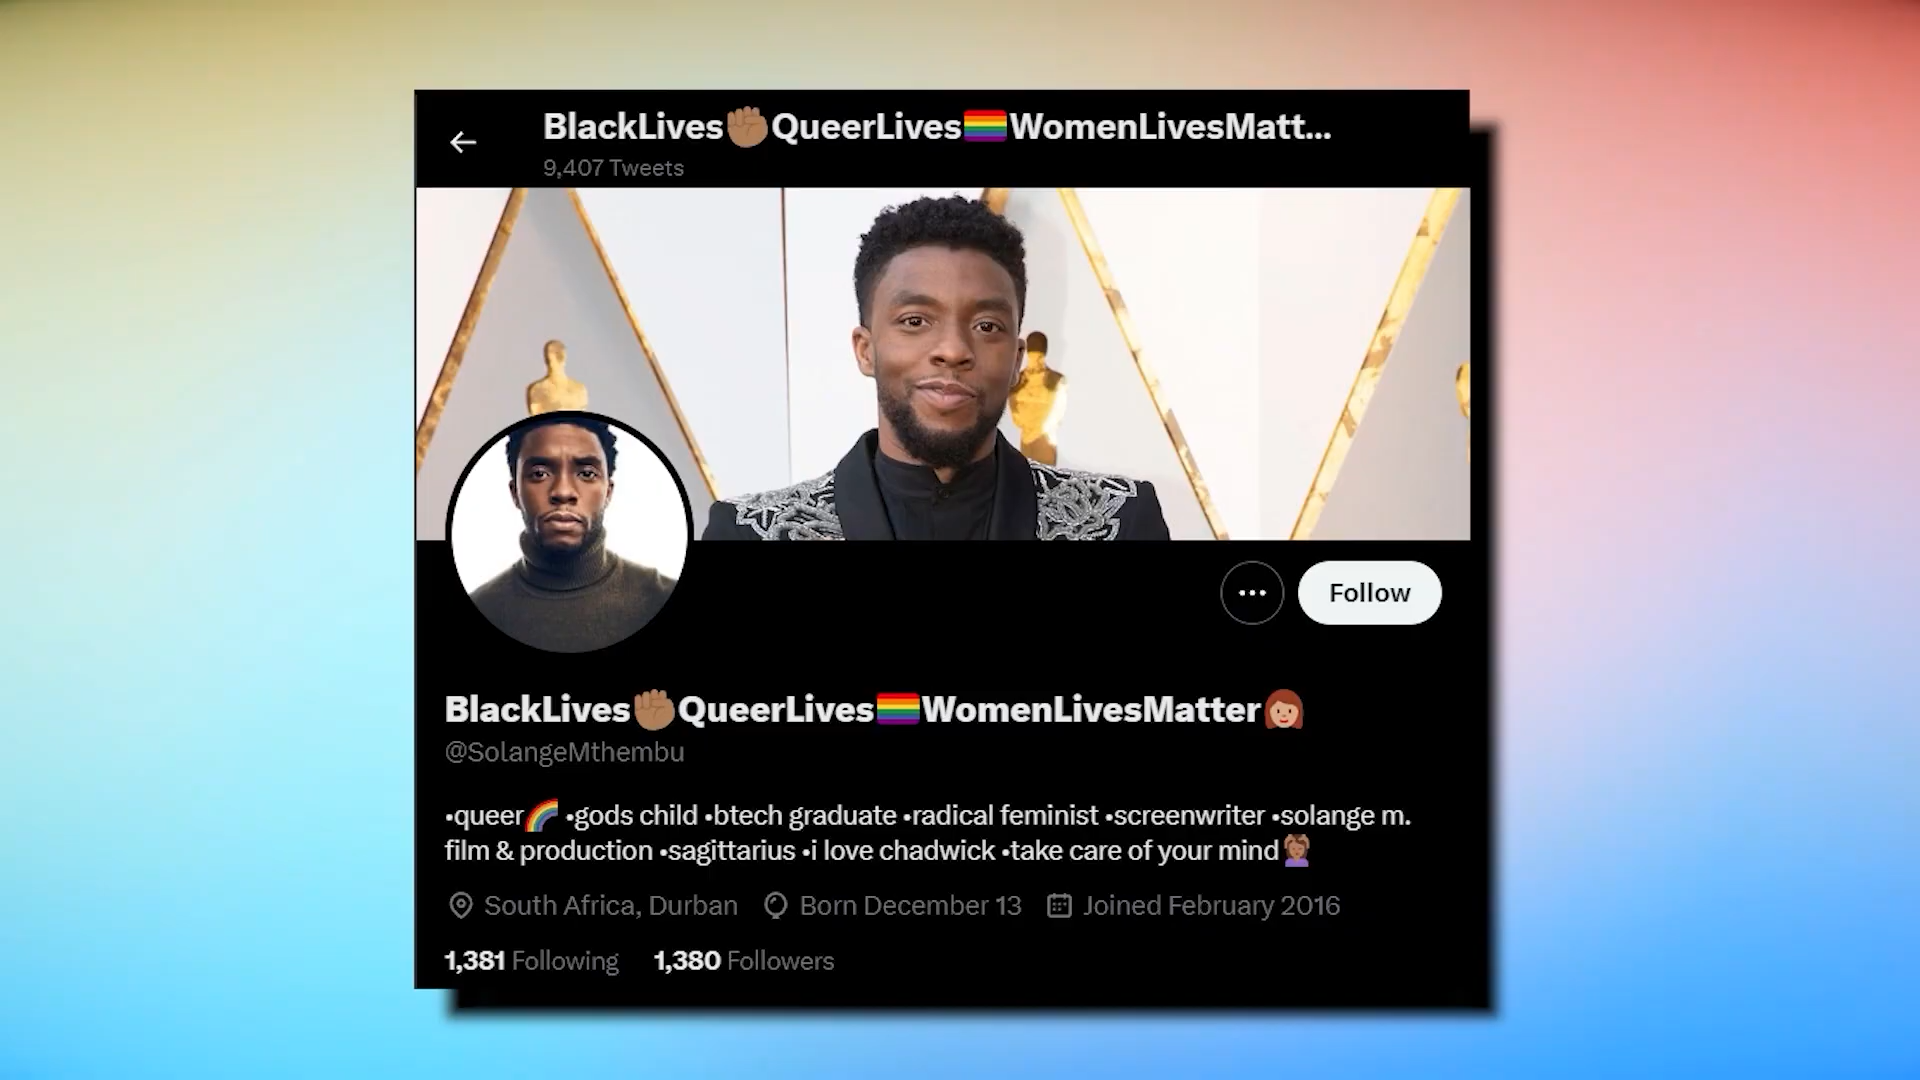 BlackLives✊🏽QueerLives🏳️‍🌈WomenLivesMatt...
9,407 Tweets
Follow
BlackLives✊🏽QueerLives🏳️‍🌈WomenLivesMatter👩🏽‍🦰
@SolangeMthembu
•queer🌈 •gods child •btech graduate •radical feminist •screenwriter •solange m.
film & production •sagittarius •i love chadwick •take care of your mind💆🏽‍♀️
South Africa, Durban Born December 13 Joined February 2016
1,381 Following 1,380 Followers